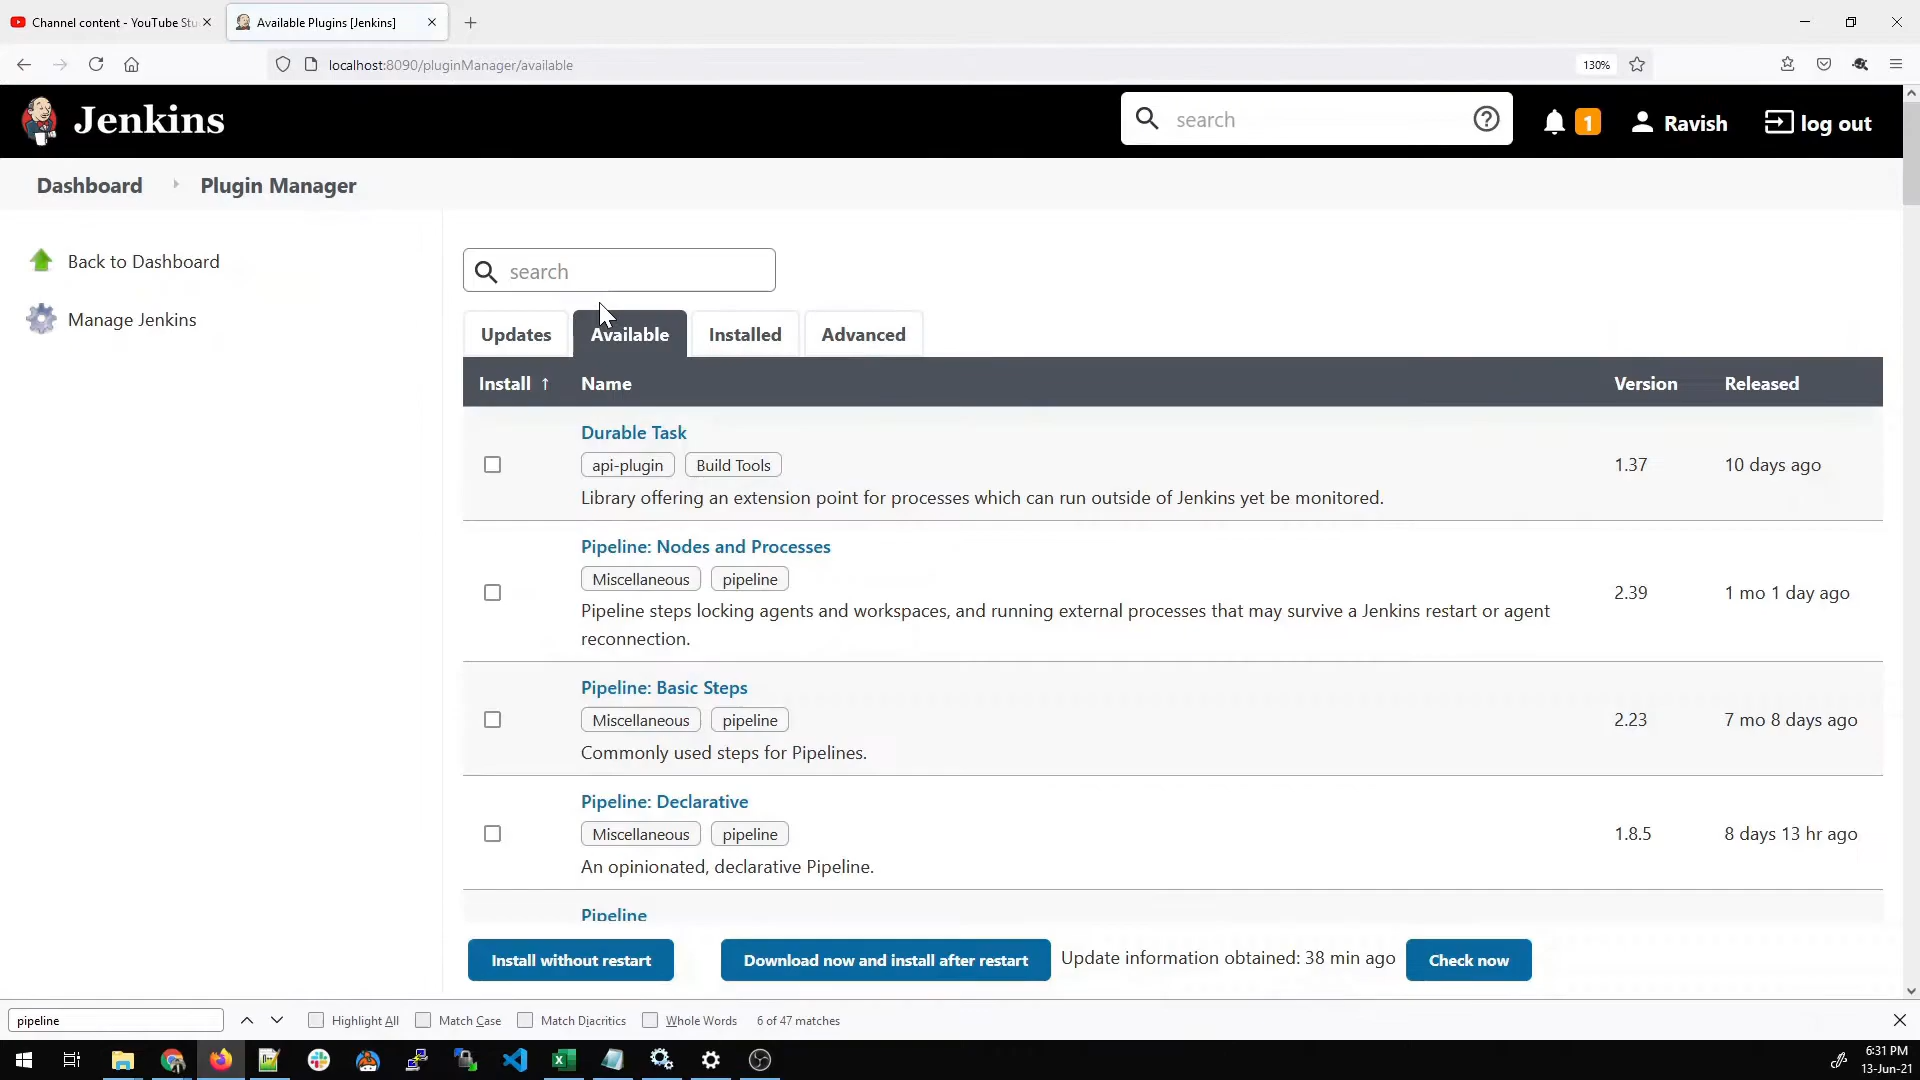 Channel content - YouTube Stu
Available Plugins [Jenkins]
localhost:8090/pluginManager/available
130%
Jenkins
search
1
Ravish
log out
Dashboard
Plugin Manager
Back to Dashboard
Manage Jenkins
search
Updates
Available
Installed
Advanced
Install ↑
Name
Version
Released
Durable Task
api-plugin
Build Tools
Library offering an extension point for processes which can run outside of Jenkins yet be monitored.
1.37
10 days ago
Pipeline: Nodes and Processes
Miscellaneous
pipeline
Pipeline steps locking agents and workspaces, and running external processes that may survive a Jenkins restart or agent
reconnection.
2.39
1 mo 1 day ago
Pipeline: Basic Steps
Miscellaneous
pipeline
Commonly used steps for Pipelines.
2.23
7 mo 8 days ago
Pipeline: Declarative
Miscellaneous
pipeline
An opinionated, declarative Pipeline.
1.8.5
8 days 13 hr ago
Pipeline
Install without restart
Download now and install after restart
Update information obtained: 38 min ago
Check now
pipeline
Highlight All
Match Case
Match Diacritics
Whole Words
6 of 47 matches
6:31 PM
13-Jun-21